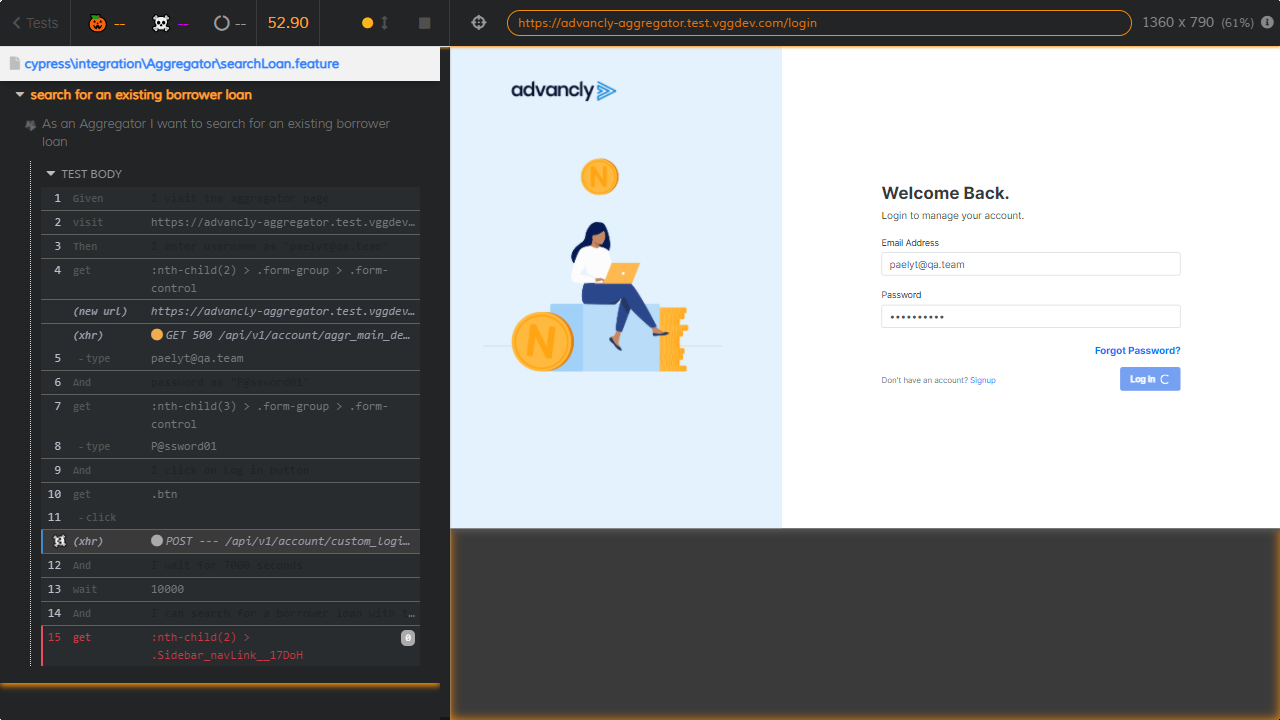 Tests
--
--
--
52.90
--
https://advancly-aggregator.test.vggdev.com/login
1360 x 790 (61%)
cypress\integration\Aggregator\searchLoan.feature
search for an existing borrower loan
As an Aggregator I want to search for an existing borrower
loan
TEST BODY
1 Given I visit the aggregator page
2 visit https://advancly-aggregator.test.vggdev…
3 Then I enter username as "paelyt@qa.team"
4 get :nth-child(2) > .form-group > .form-
control
(new url) https://advancly-aggregator.test.vggdev…
(xhr) GET 500 /api/v1/account/aggr_main_de…
5 -type paelyt@qa.team
6 And password as "P@ssword01"
7 get :nth-child(3) > .form-group > .form-
control
8 -type P@ssword01
9 And I click on Log in button
10 get .btn
11 -click
(xhr) POST --- /api/v1/account/custom_logi…
12 And I wait for 7000 seconds
13 wait 10000
14 And I can search for a borrower loan with t…
15 get :nth-child(2) > 0
.Sidebar_navLink__17DoH
advancly
N
N
Welcome Back.
Login to manage your account.
Email Address
paelyt@qa.team
Password
••••••••••
Forgot Password?
Don't have an account? Signup
Log In